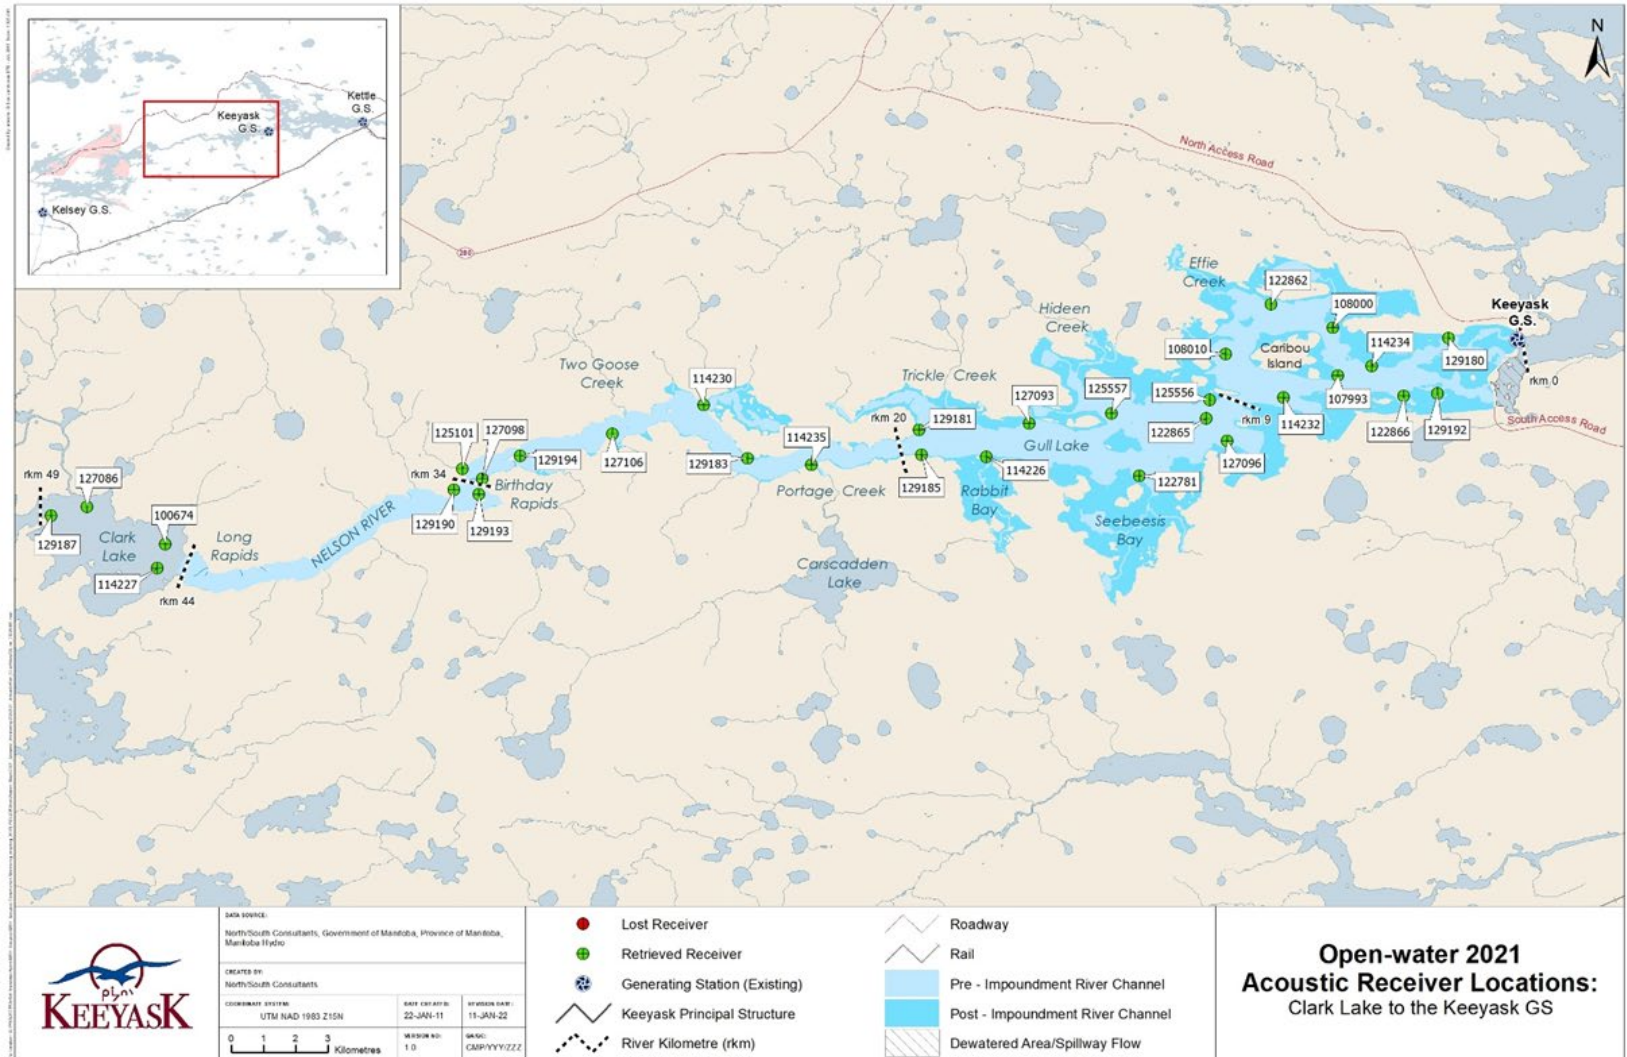 N
Kettle
G.S.
Keeyask
G.S.
Kelsey G.S.
North Access Road
280
Effie
Creek
122862
108000
Keeyask
G.S.
Hideen
Creek
114234
108010
Caribou
Island
129180
Two Goose
Creek
rkm 0
114230
Trickle Creek
125557
125556
127093
107993
rkm 20
129181
rkm 9
South Access Road
125101
127098
114235
122865
114232
122866
129192
Gull Lake
rkm 34
129194
127106
129183
114226
127096
rkm 49
127086
Birthday
Rapids
Portage Creek
129185
Rabbit
Bay
122781
100674
129190
129193
Seebeesis
Bay
129187
Clark
Lake
Long
Rapids
NELSON RIVER
Carscadden
Lake
114227
rkm 44
KEEYASK
DATA SOURCE:
North/South Consultants, Government of Manitoba, Province of Manitoba,
Manitoba Hydro
CREATED BY:
North/South Consultants
COORDINATE SYSTEM:
UTM NAD 1983 Z15N
DATE CREATED:
22-JAN-11
REVISION DATE:
11-JAN-22
0 1 2 3 Kilometres
VERSION NO:
1.0
QA/QC:
CMP/YYY/ZZZ
Lost Receiver
Retrieved Receiver
Generating Station (Existing)
Keeyask Principal Structure
River Kilometre (rkm)
Roadway
Rail
Pre - Impoundment River Channel
Post - Impoundment River Channel
Dewatered Area/Spillway Flow
Open-water 2021
Acoustic Receiver Locations:
Clark Lake to the Keeyask GS